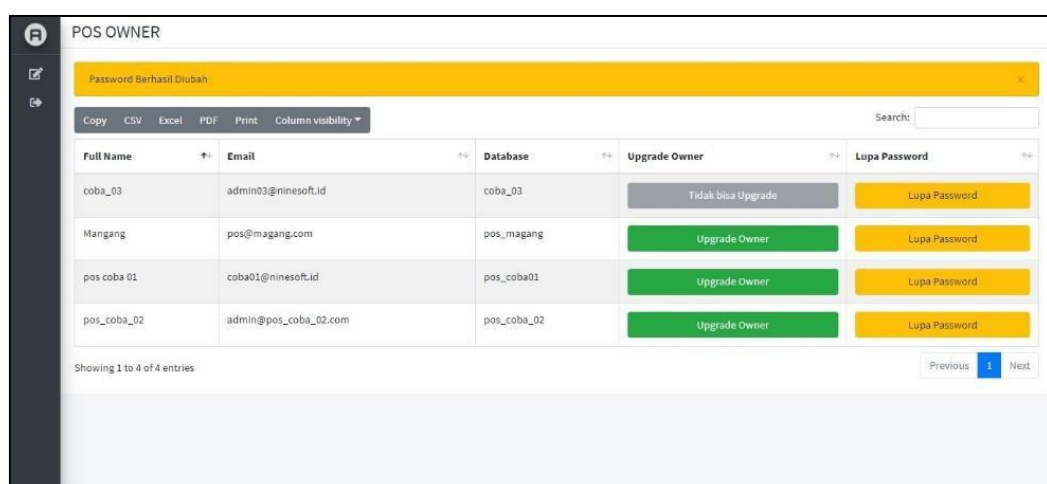 POS OWNER
Password Berhasil Diubah ×
Copy CSV Excel PDF Print Column visibility
Search:
Full Name Email Database Upgrade Owner Lupa Password
coba_03 admin03@ninesoft.id coba_03 Tidak bisa Upgrade Lupa Password
Mangang pos@magang.com pos_magang Upgrade Owner Lupa Password
pos coba 01 coba01@ninesoft.id pos_coba01 Upgrade Owner Lupa Password
pos_coba_02 admin@pos_coba_02.com pos_coba_02 Upgrade Owner Lupa Password
Showing 1 to 4 of 4 entries
Previous 1 Next